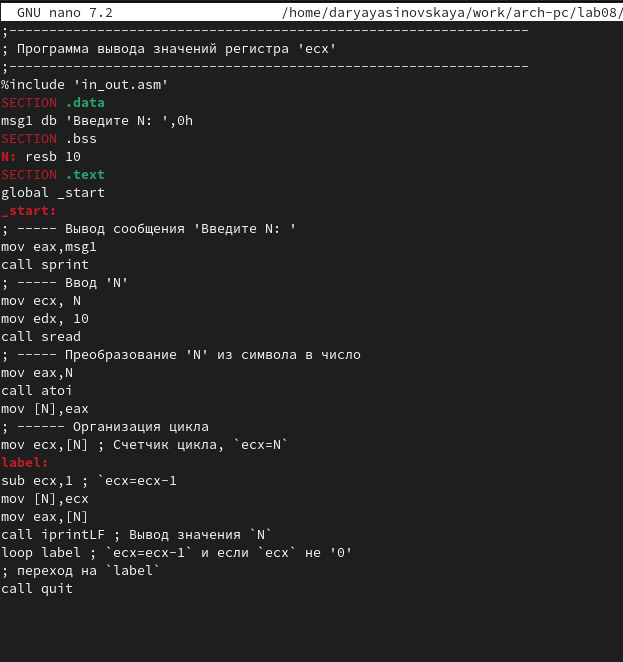 GNU nano 7.2 /home/daryayasinovskaya/work/arch-pc/lab08/
;-----------------------------------------------------------------
; Программа вывода значений регистра 'ecx'
;-----------------------------------------------------------------
%include 'in_out.asm'
SECTION .data
msg1 db 'Введите N: ',0h
SECTION .bss
N: resb 10
SECTION .text
global _start
_start:
; ----- Вывод сообщения 'Введите N: '
mov eax,msg1
call sprint
; ----- Ввод 'N'
mov ecx, N
mov edx, 10
call sread
; ----- Преобразование 'N' из символа в число
mov eax,N
call atoi
mov [N],eax
; ------ Организация цикла
mov ecx,[N] ; Счетчик цикла, `ecx=N`
label:
sub ecx,1 ; `ecx=ecx-1
mov [N],ecx
mov eax,[N]
call iprintLF ; Вывод значения `N`
loop label ; `ecx=ecx-1` и если `ecx` не '0'
; переход на `label`
call quit